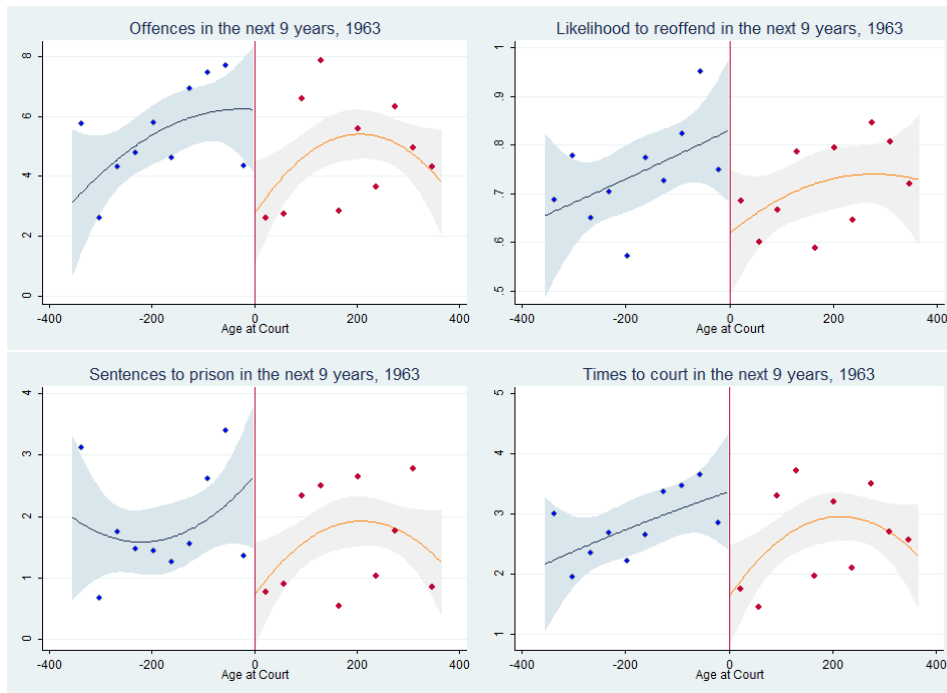 Offences in the next 9 years, 1963
8
6
4
2
0
-400 -200 0 200 400
Age at Court
Likelihood to reoffend in the next 9 years, 1963
1
.9
.8
.7
.6
.5
-400 -200 0 200 400
Age at Court
Sentences to prison in the next 9 years, 1963
4
3
2
1
0
-400 -200 0 200 400
Age at Court
Times to court in the next 9 years, 1963
5
4
3
2
1
-400 -200 0 200 400
Age at Court